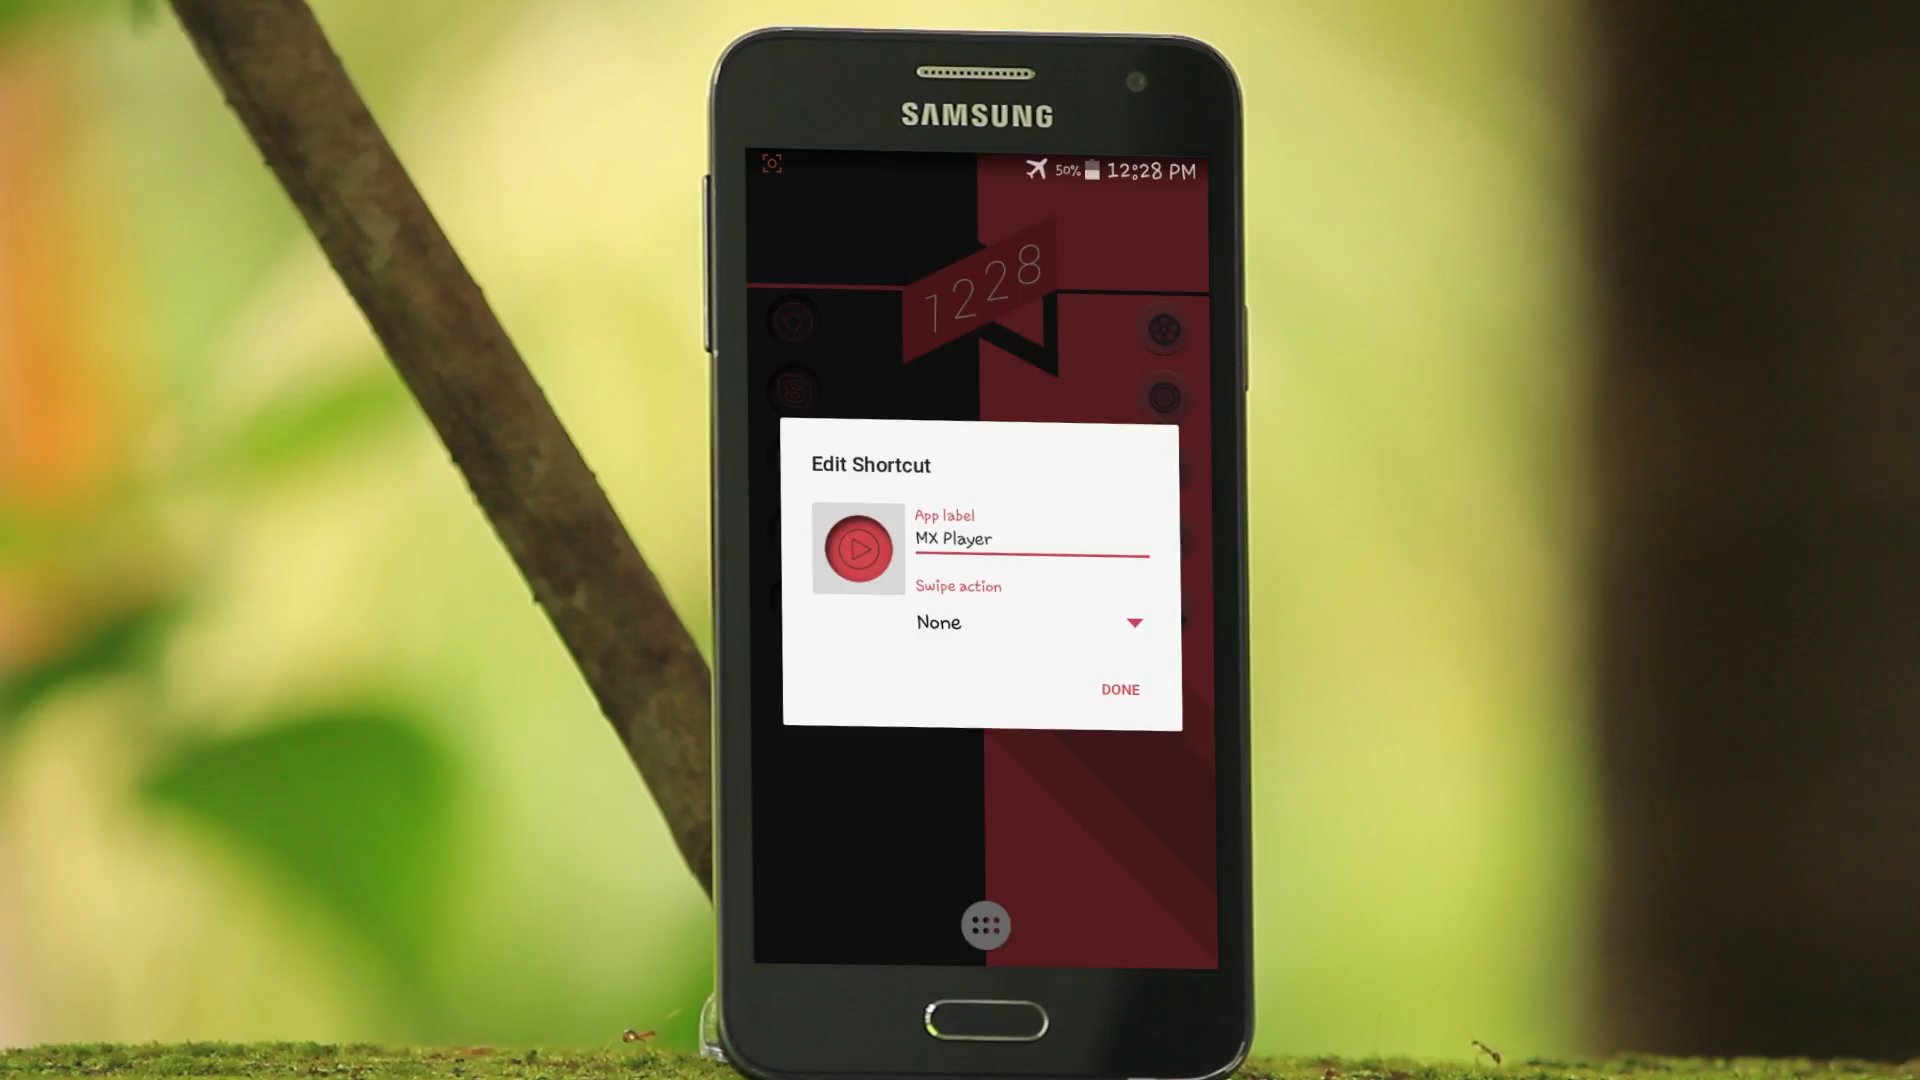 SAMSUNG
50% 12:28 PM
1228
Edit Shortcut
App label
MX Player
Swipe action
None
DONE